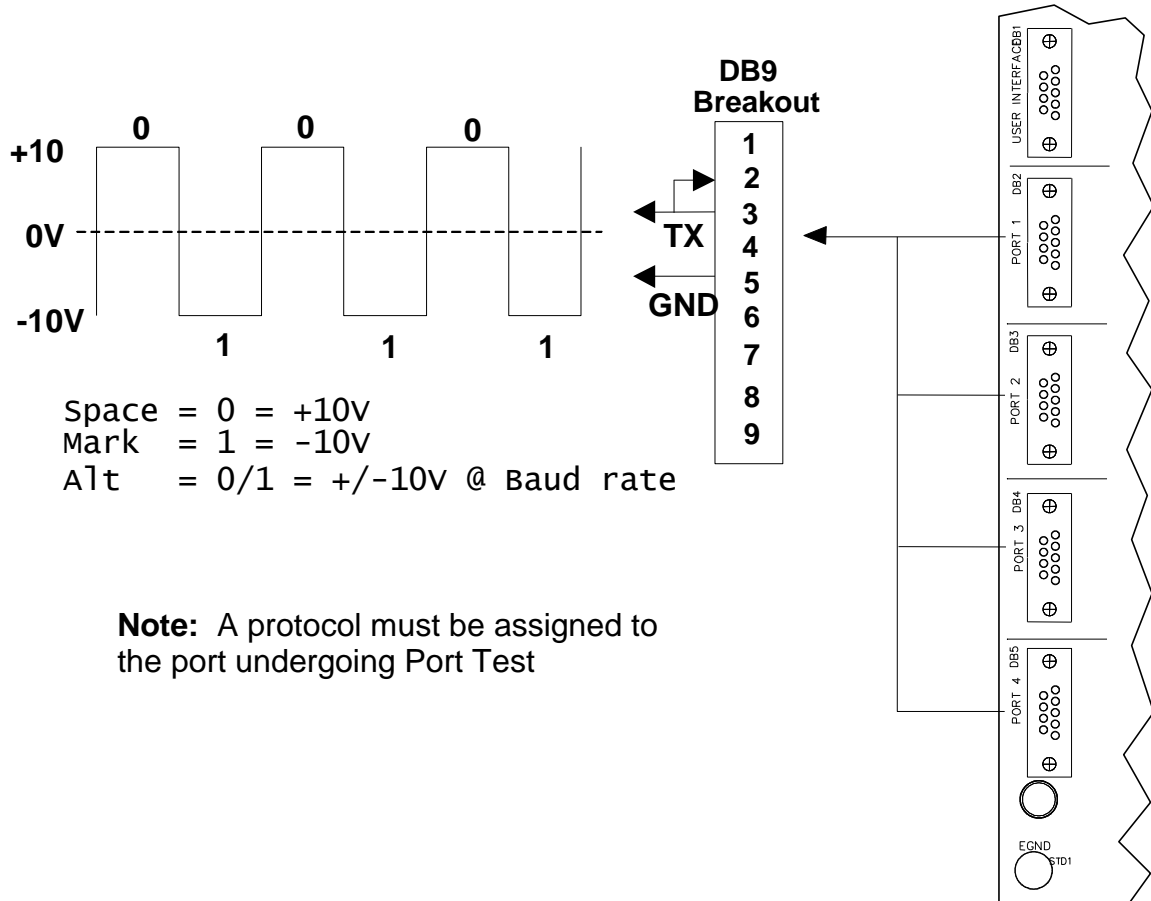 DB9
Breakout
0 0 0
+10
0V
-10V
1 1 1
1
2
3
4
5
6
7
8
9
TX
GND
Space = 0 = +10V
Mark = 1 = -10V
Alt = 0/1 = +/-10V @ Baud rate
Note: A protocol must be assigned to
the port undergoing Port Test
USER INTERFACE
DB1
PORT 1
DB2
PORT 2
DB3
PORT 3
DB4
PORT 4
DB5
EGND
STD1